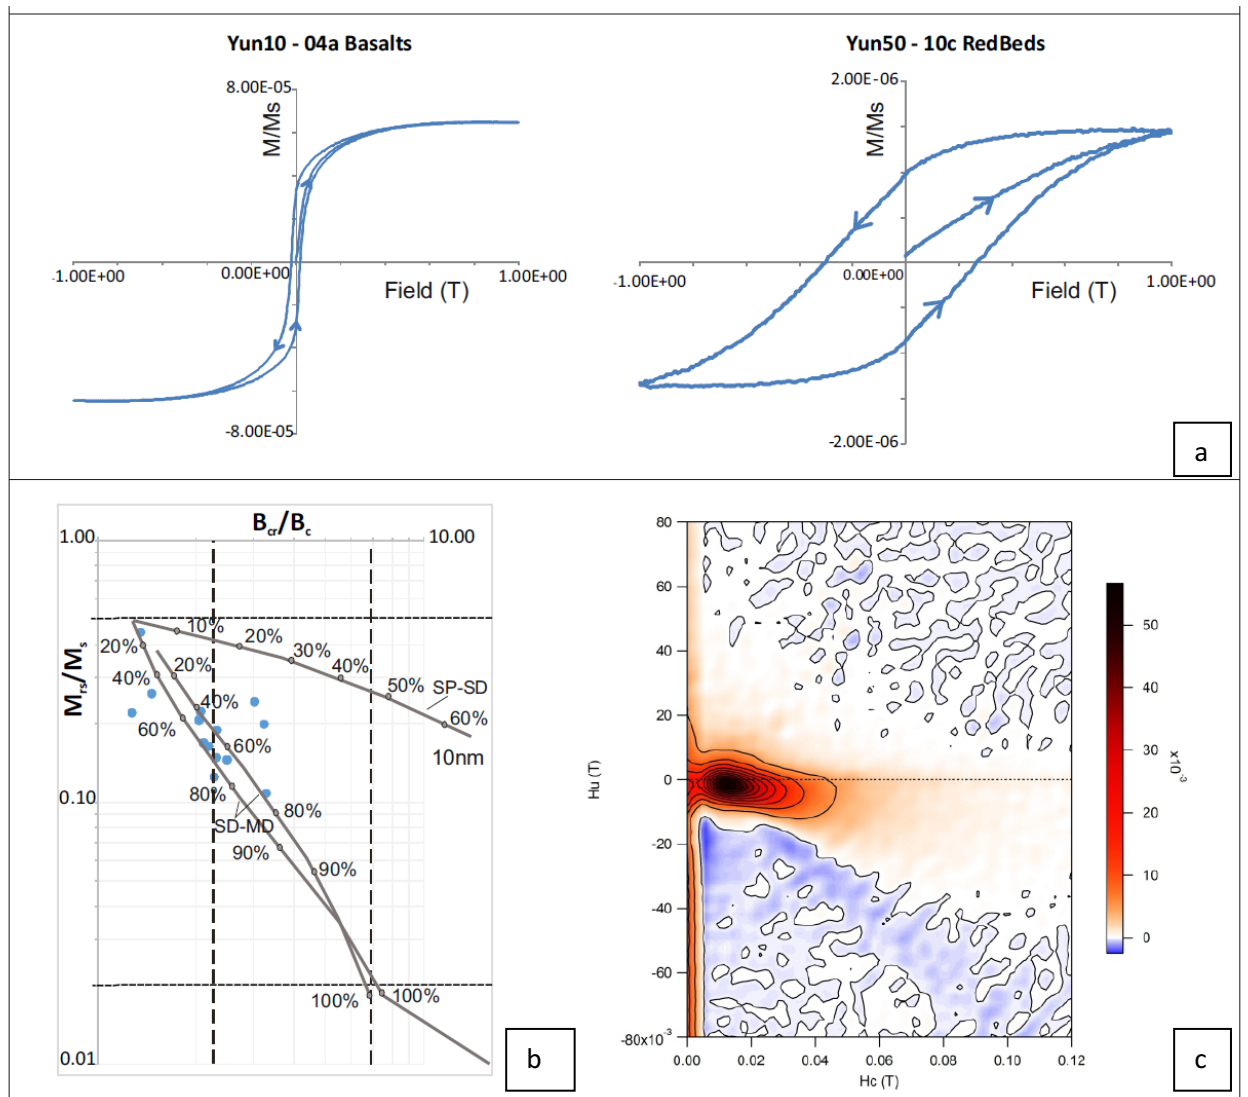 Yun10 - 04a Basalts
8.00E-05
M/Ms
-1.00E+00
0.00E+00
1.00E+00
Field (T)
-8.00E-05
Yun50 - 10c RedBeds
2.00E-06
M/Ms
-1.00E+00
0.00E+00
1.00E+00
Field (T)
-2.00E-06
a
Bcr/Bc
1.00
10.00
Mrs/Ms
10%
20%
20%
30%
40%
20%
40%
50%
SP-SD
40%
60%
60%
60%
10nm
0.10
80%
80%
SD-MD
90%
90%
100%
100%
0.01
b
80
60
40
20
0
-20
-40
-60
-80x10-3
Hu (T)
0.00
0.02
0.04
0.06
0.08
0.10
0.12
Hc (T)
50
40
30
20
10
0
x10-3
c